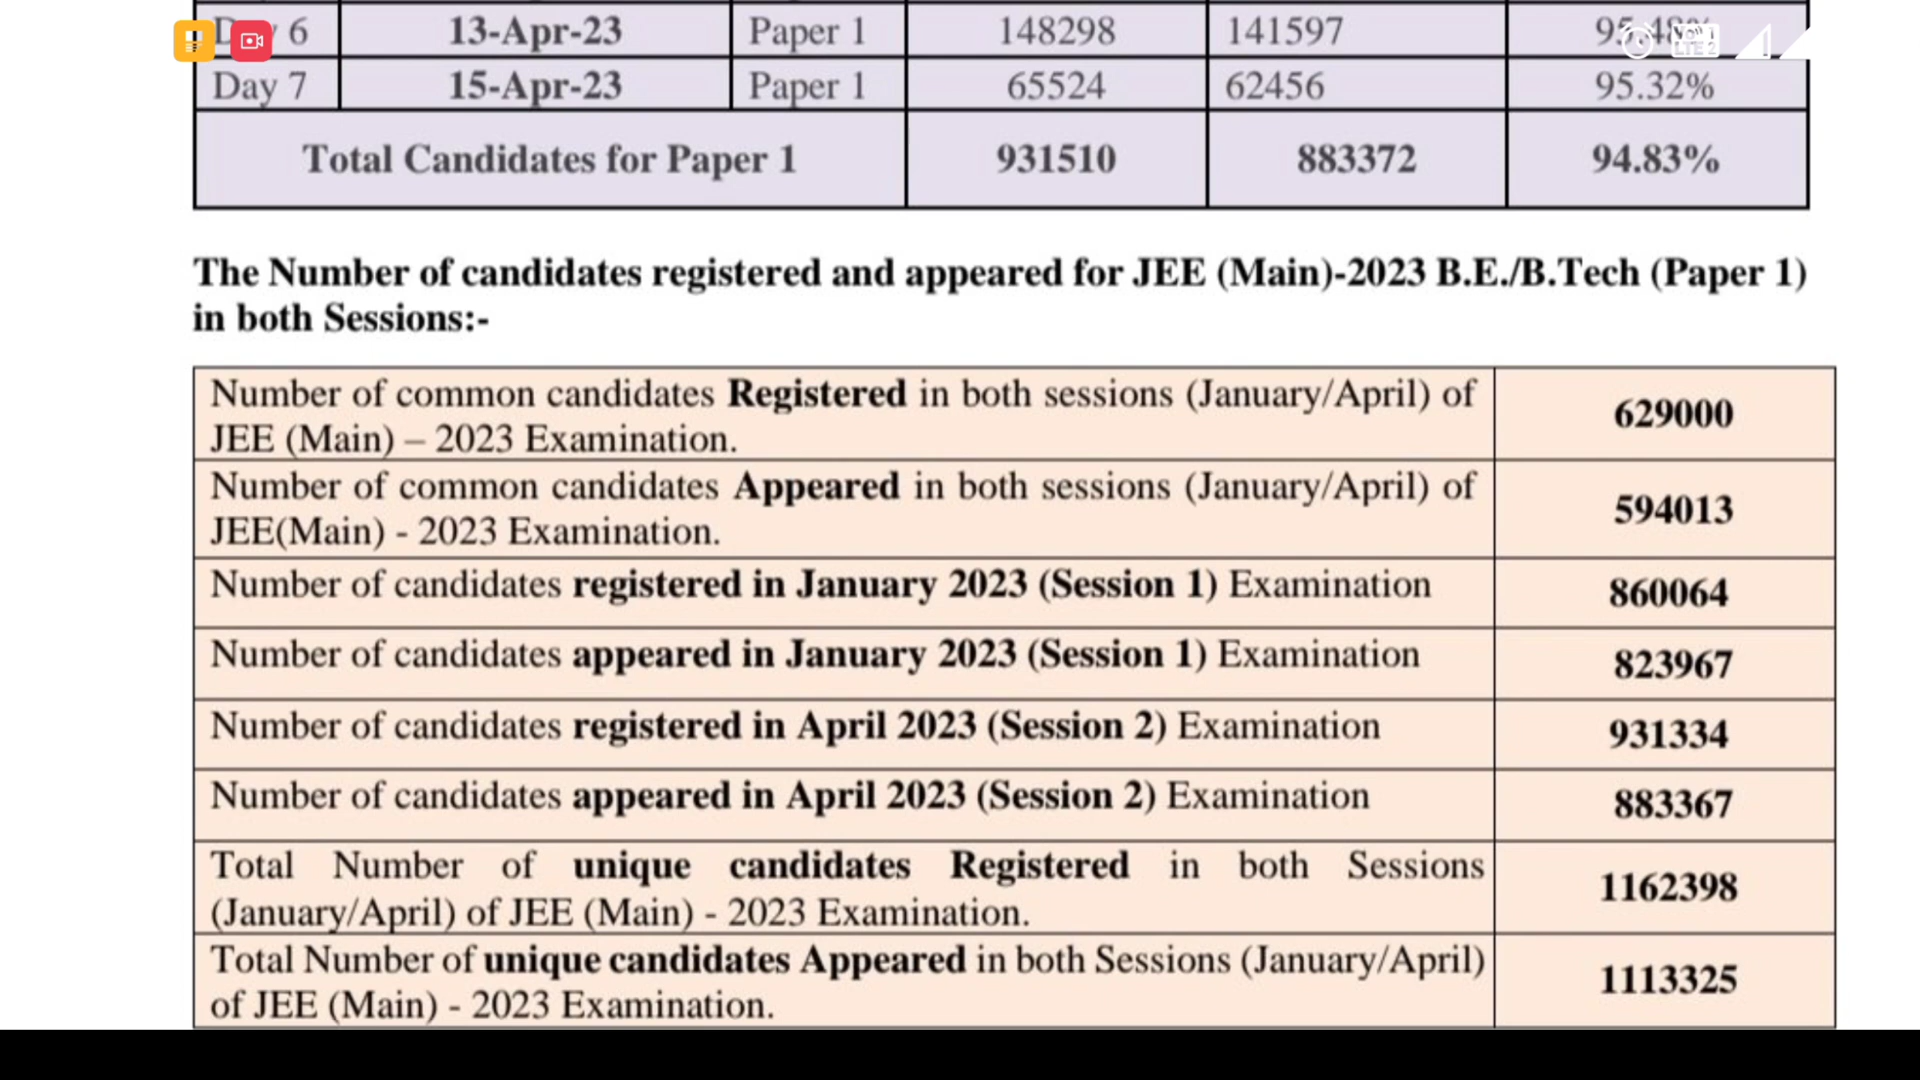 6 13-Apr-23 Paper 1 148298 141597
Day 7 15-Apr-23 Paper 1 65524 62456 95.32%
Total Candidates for Paper 1 931510 883372 94.83%
The Number of candidates registered and appeared for JEE (Main)-2023 B.E./B.Tech (Paper 1)
in both Sessions:-
Number of common candidates Registered in both sessions (January/April) of
JEE (Main) – 2023 Examination.
629000
Number of common candidates Appeared in both sessions (January/April) of
JEE(Main) - 2023 Examination.
594013
Number of candidates registered in January 2023 (Session 1) Examination 860064
Number of candidates appeared in January 2023 (Session 1) Examination 823967
Number of candidates registered in April 2023 (Session 2) Examination 931334
Number of candidates appeared in April 2023 (Session 2) Examination 883367
Total Number of unique candidates Registered in both Sessions
(January/April) of JEE (Main) - 2023 Examination.
1162398
Total Number of unique candidates Appeared in both Sessions (January/April)
of JEE (Main) - 2023 Examination.
1113325